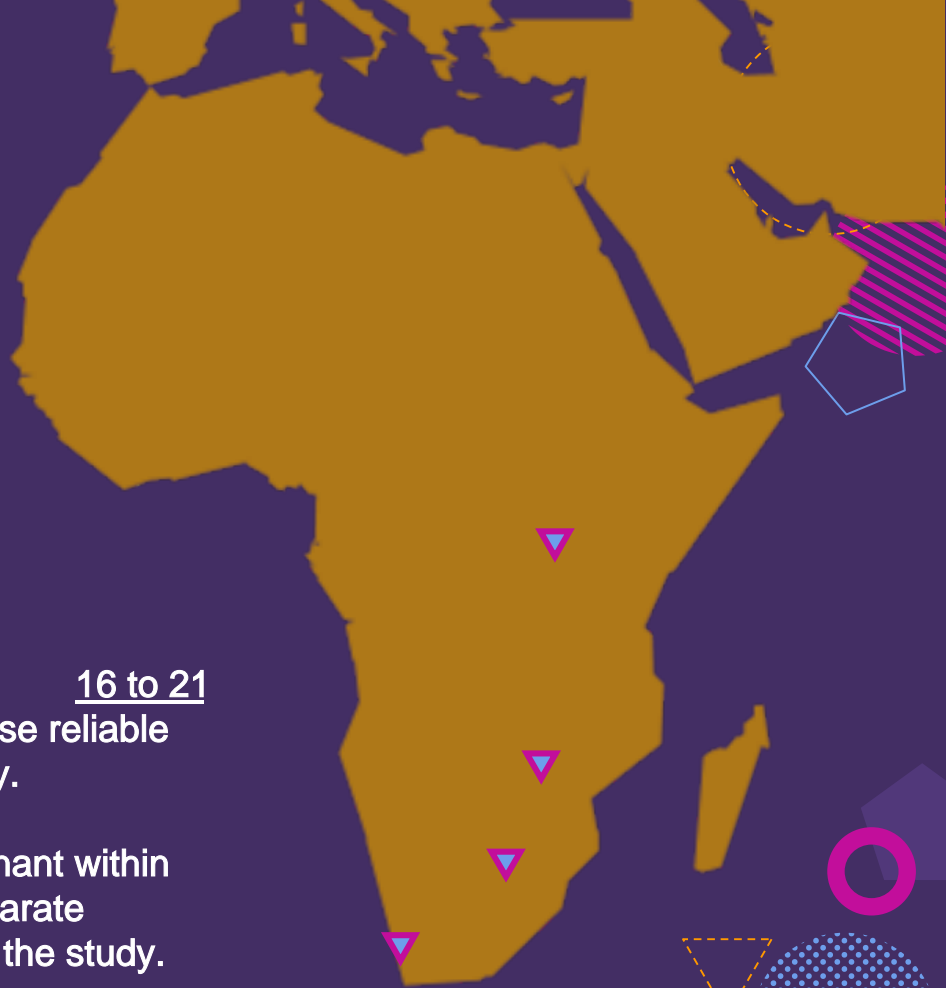 16 to 21
se reliable
y.
nant within
arate
the study.